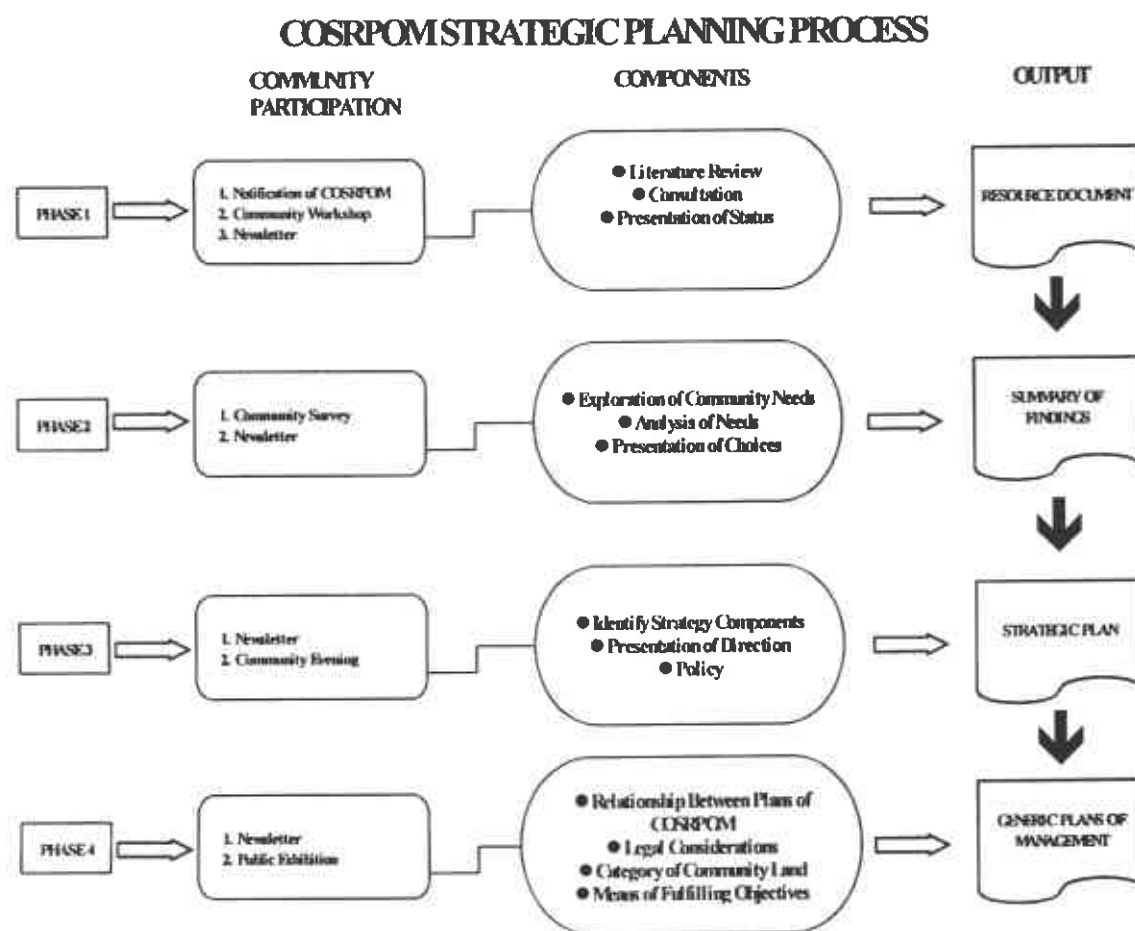 COSRPOM STRATEGIC PLANNING PROCESS
COMMUNITY
PARTICIPATION
COMPONENTS
OUTPUT
PHASE 1
1. Notification of COSRPOM
2. Community Workshop
3. Newsletter
● Literature Review
● Consultation
● Presentation of Status
RESOURCE DOCUMENT
PHASE 2
1. Community Survey
2. Newsletter
● Exploration of Community Needs
● Analysis of Needs
● Presentation of Choices
SUMMARY OF
FINDINGS
PHASE 3
1. Newsletter
2. Community Evening
● Identify Strategy Components
● Presentation of Direction
● Policy
STRATEGIC PLAN
PHASE 4
1. Newsletter
2. Public Exhibition
● Relationship Between Plans of
COSRPOM
● Legal Considerations
● Category of Community Land
● Means of Fulfilling Objectives
GENERIC PLANS OF
MANAGEMENT